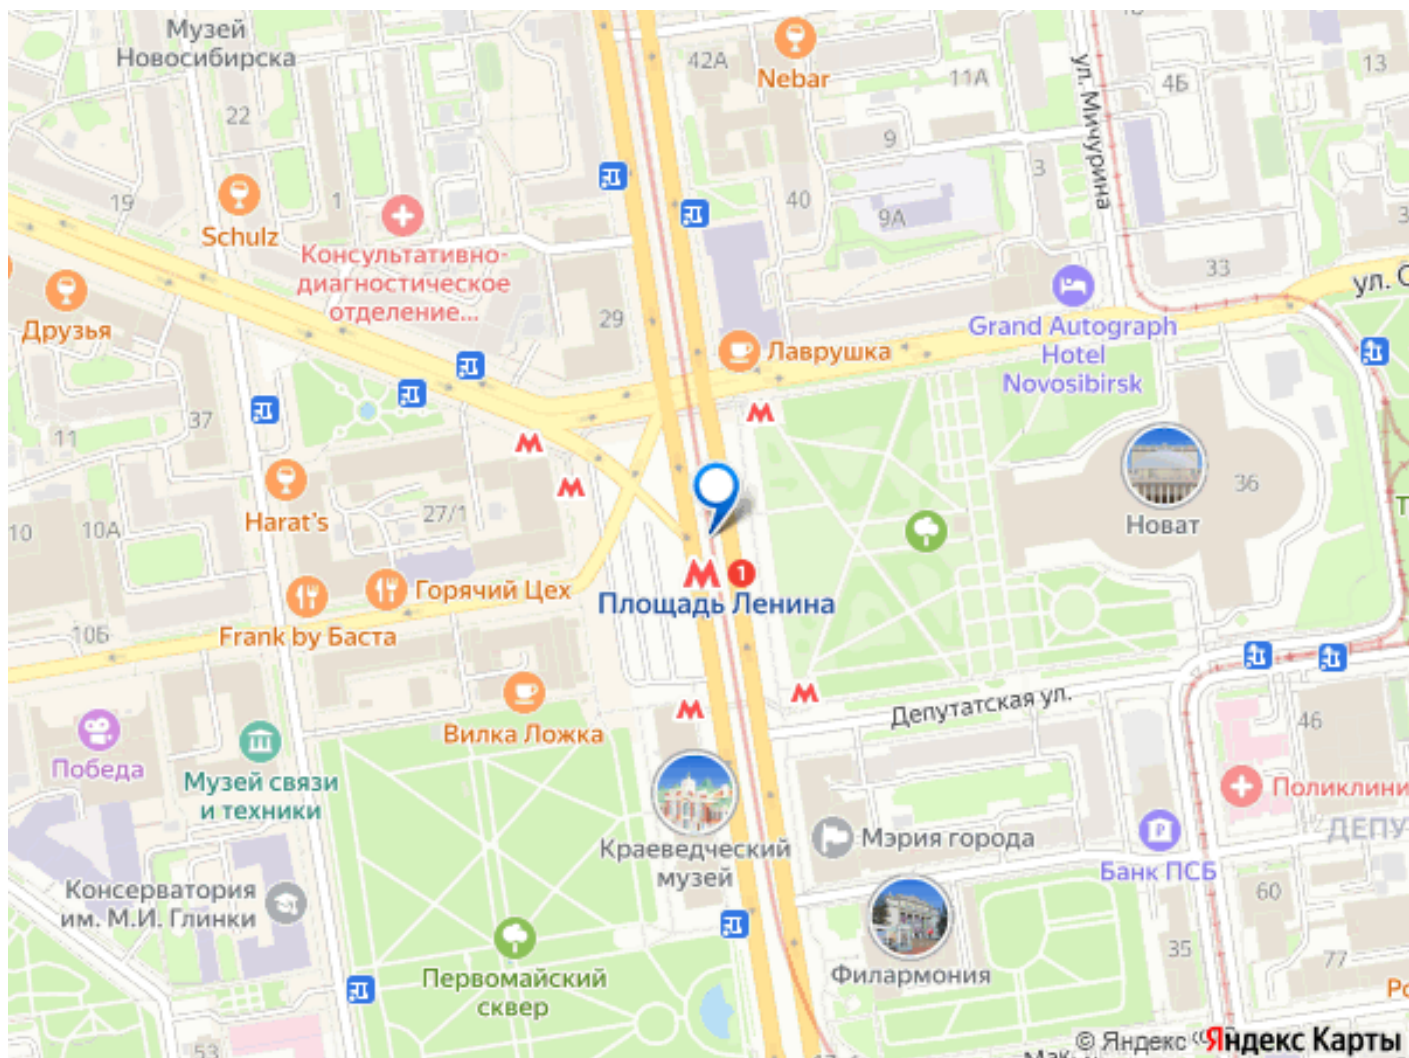 Музей
Новосибирска
42А
Nebar
11А
4Б
13
ул. Мичурина
22
9
3
19
1
40
9А
Schulz
Консультативно-
диагностическое
отделение...
33
ул. С
Друзья
29
Grand Autograph
Hotel
Novosibirsk
Лаврушка
37
11
36
10
10А
Harat's
27/1
Новат
1
Горячий Цех
Площадь Ленина
10Б
Frank by Баста
Депутатская ул.
46
Вилка Ложка
Победа
Музей связи
и техники
Поликлини
ДЕПУ
Мэрия города
Краеведческий
музей
Банк ПСБ
Консерватория
им. М.И. Глинки
60
35
77
Филармония
Первомайский
сквер
53
© Яндекс
Яндекс Карты